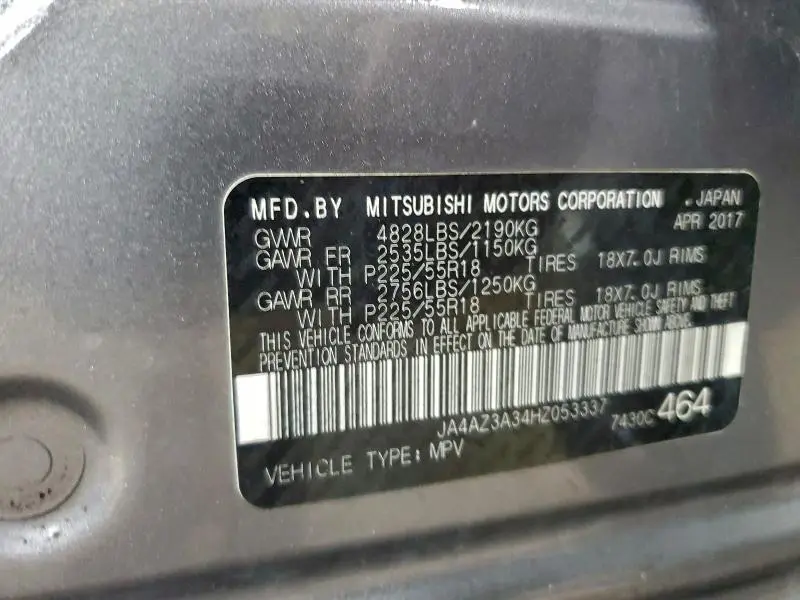 MFD.BY MITSUBISHI MOTORS CORPORATION .JAPAN
APR 2017
GVWR 4828LBS/2190KG
GAWR FR 2535LBS/1150KG
WITH P225/55R18 TIRES 18X7.0J RIMS
GAWR RR 2756LBS/1250KG
WITH P225/55R18 TIRES 18X7.0J RIMS
THIS VEHICLE CONFORMS TO ALL APPLICABLE FEDERAL MOTOR VEHICLE SAFETY AND THEFT
PREVENTION STANDARDS IN EFFECT ON THE DATE OF MANUFACTURE SHOWN ABOVE.
JA4AZ3A34HZ053337 7430C 464
VEHICLE TYPE: MPV